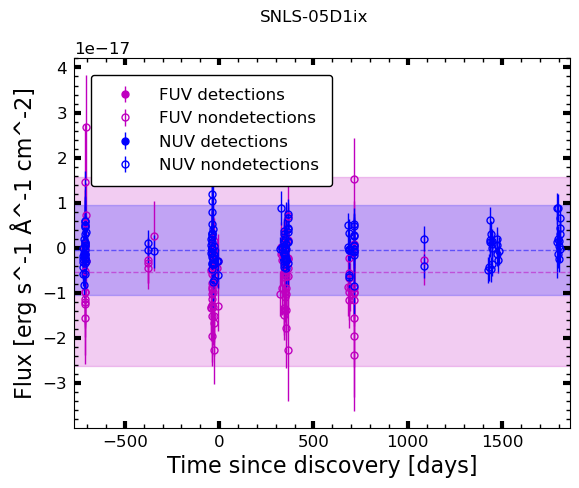 SNLS-05D1ix
1e−17
FUV detections
FUV nondetections
NUV detections
NUV nondetections
4
3
2
1
0
−1
−2
−3
Flux [erg s^-1 Å^-1 cm^-2]
−500 0 500 1000 1500
Time since discovery [days]